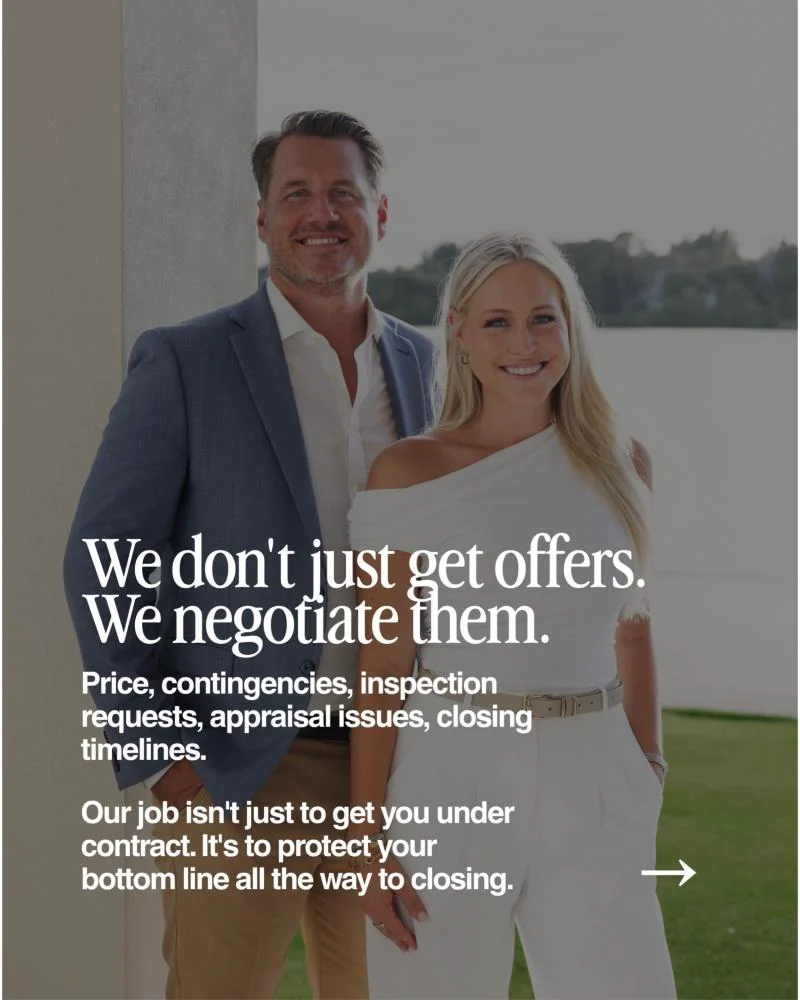 We don't just get offers.
We negotiate them.
Price, contingencies, inspection
requests, appraisal issues, closing
timelines.
Our job isn't just to get you under
contract. It's to protect your
bottom line all the way to closing.